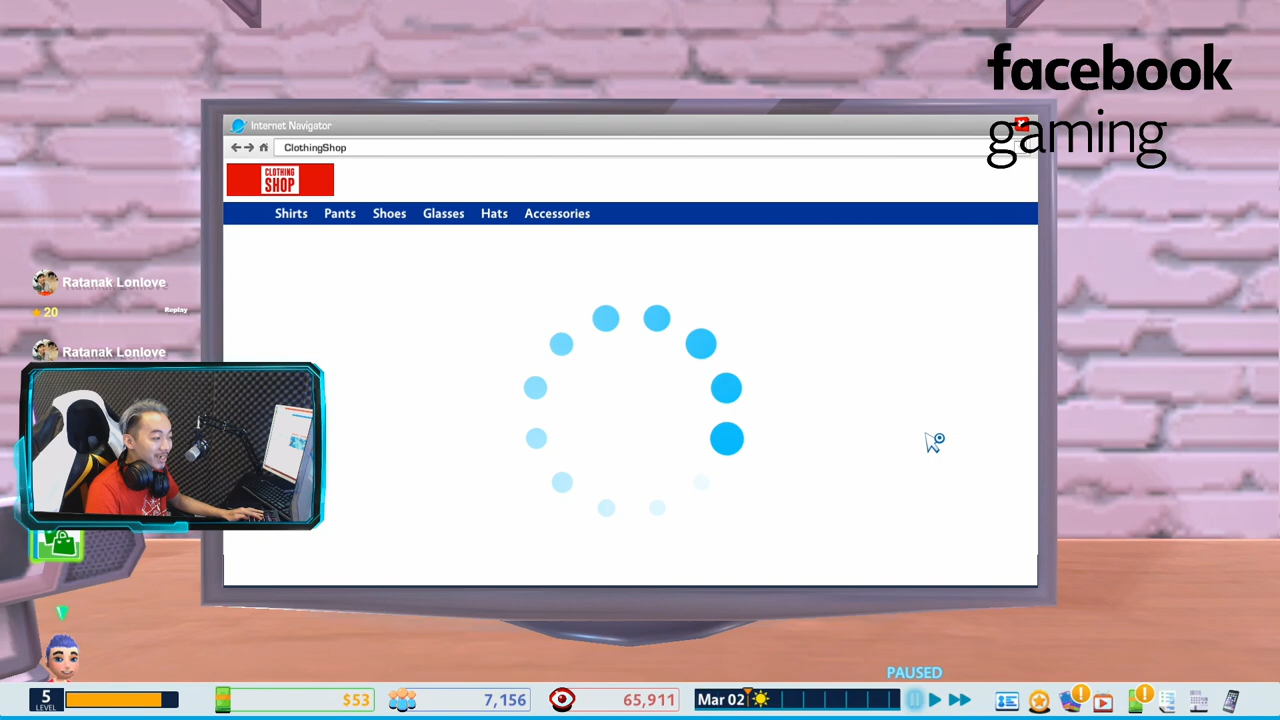 facebook
gaming
Internet Navigator
ClothingShop
CLOTHING
SHOP
Shirts Pants Shoes Glasses Hats Accessories
Ratanak Lonlove
20 Replay
Ratanak Lonlove
PAUSED
5
LEVEL
$53
7,156
65,911
Mar 02